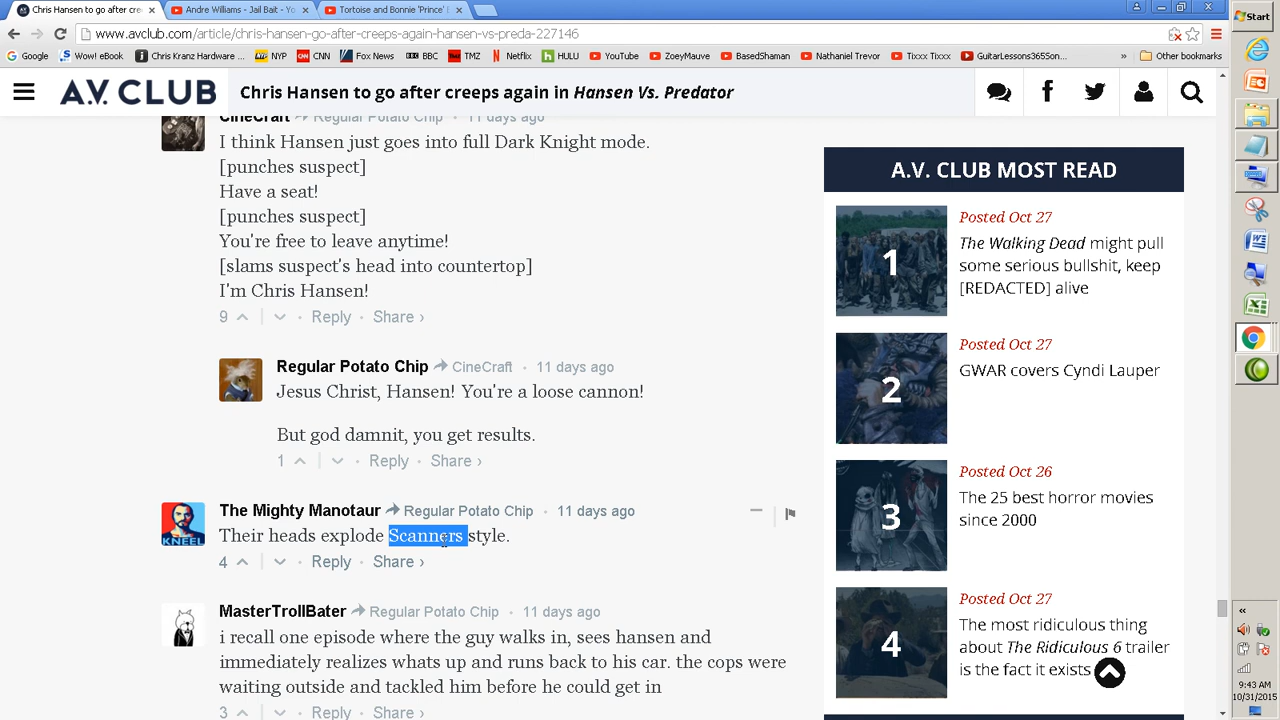 Chris Hansen to go after cre
Andre Williams - Jail Bait - Yo
Tortoise and Bonnie 'Prince' E
www.avclub.com/article/chris-hansen-go-after-creeps-again-hansen-vs-pred-227146
Google
Wow! eBook
Chris Kranz Hardware ...
NYP
CNN
Fox News
BBC
TMZ
Netflix
HULU
YouTube
ZoeyMauve
BasedShaman
Nathaniel Trevor
Tixxx Tixxx
GuitarLessons365Son...
»
Other bookmarks
Start
A.V. CLUB
Chris Hansen to go after creeps again in Hansen Vs. Predator
CineCraft Regular Potato Chip • 11 days ago
I think Hansen just goes into full Dark Knight mode.
[punches suspect]
Have a seat!
[punches suspect]
You're free to leave anytime!
[slams suspect's head into countertop]
I'm Chris Hansen!
9 Reply • Share ›
Regular Potato Chip CineCraft • 11 days ago
Jesus Christ, Hansen! You're a loose cannon!
But god damnit, you get results.
1 • Reply • Share ›
The Mighty Manotaur Regular Potato Chip • 11 days ago
Their heads explode Scanners style.
4 • Reply • Share ›
KNEEL
MasterTrollBater Regular Potato Chip • 11 days ago
i recall one episode where the guy walks in, sees hansen and
immediately realizes whats up and runs back to his car. the cops were
waiting outside and tackled him before he could get in
3 • Reply • Share ›
A.V. CLUB MOST READ
1
Posted Oct 27
The Walking Dead might pull
some serious bullshit, keep
[REDACTED] alive
2
Posted Oct 27
GWAR covers Cyndi Lauper
3
Posted Oct 26
The 25 best horror movies
since 2000
4
Posted Oct 27
The most ridiculous thing
about The Ridiculous 6 trailer
is the fact it exists
«
9:43 AM
10/31/2015